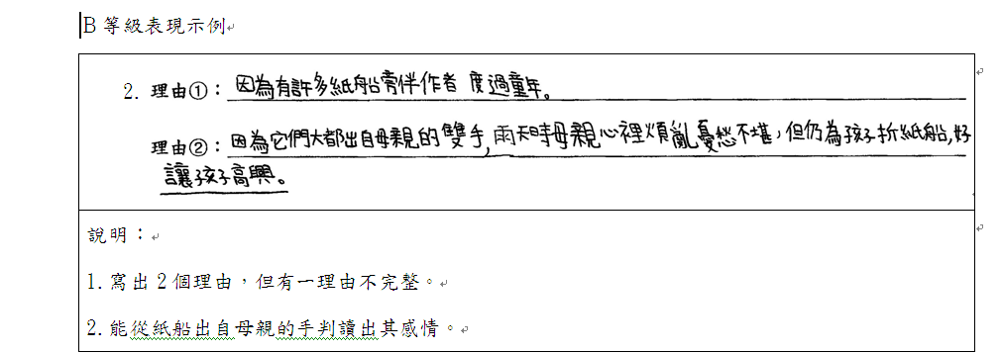 B 等級表現示例
2. 理由①：因為有許多紙船陪伴作者 度過童年。
理由②：因為它們大都出自母親的雙手,雨天時母親心裡煩亂憂愁不堪,但仍為孩子折紙船,好
讓孩子高興。
說明：
1. 寫出 2 個理由，但有一理由不完整。
2. 能從紙船出自母親的手判讀出其感情。